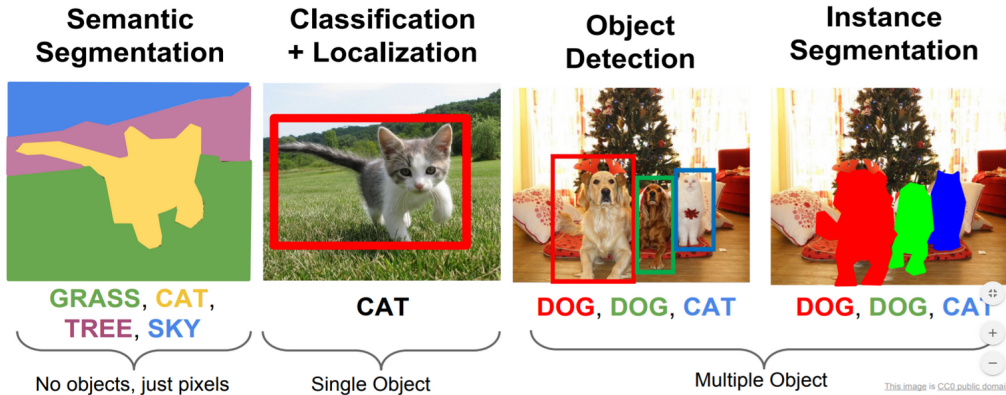 Semantic
Segmentation
Classification
+ Localization
Object
Detection
Instance
Segmentation
GRASS, CAT,
TREE, SKY
CAT
DOG, DOG, CAT
DOG, DOG, CAT
No objects, just pixels
Single Object
Multiple Object
This image is CC0 public domai